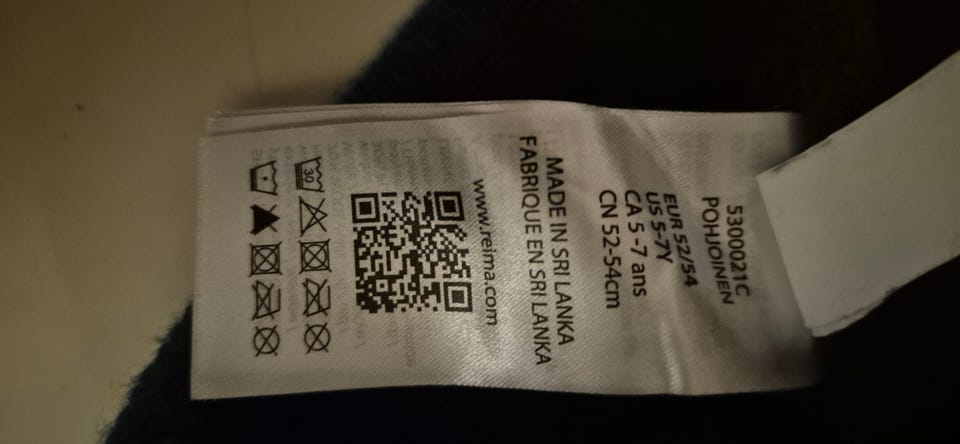 5300021C
POHJOINEN
EUR 52/54
US 5-7Y
CA 5 -7 ans
CN 52-54cm
MADE IN SRI LANKA
FABRIQUE EN SRI LANKA
www.reima.com
30